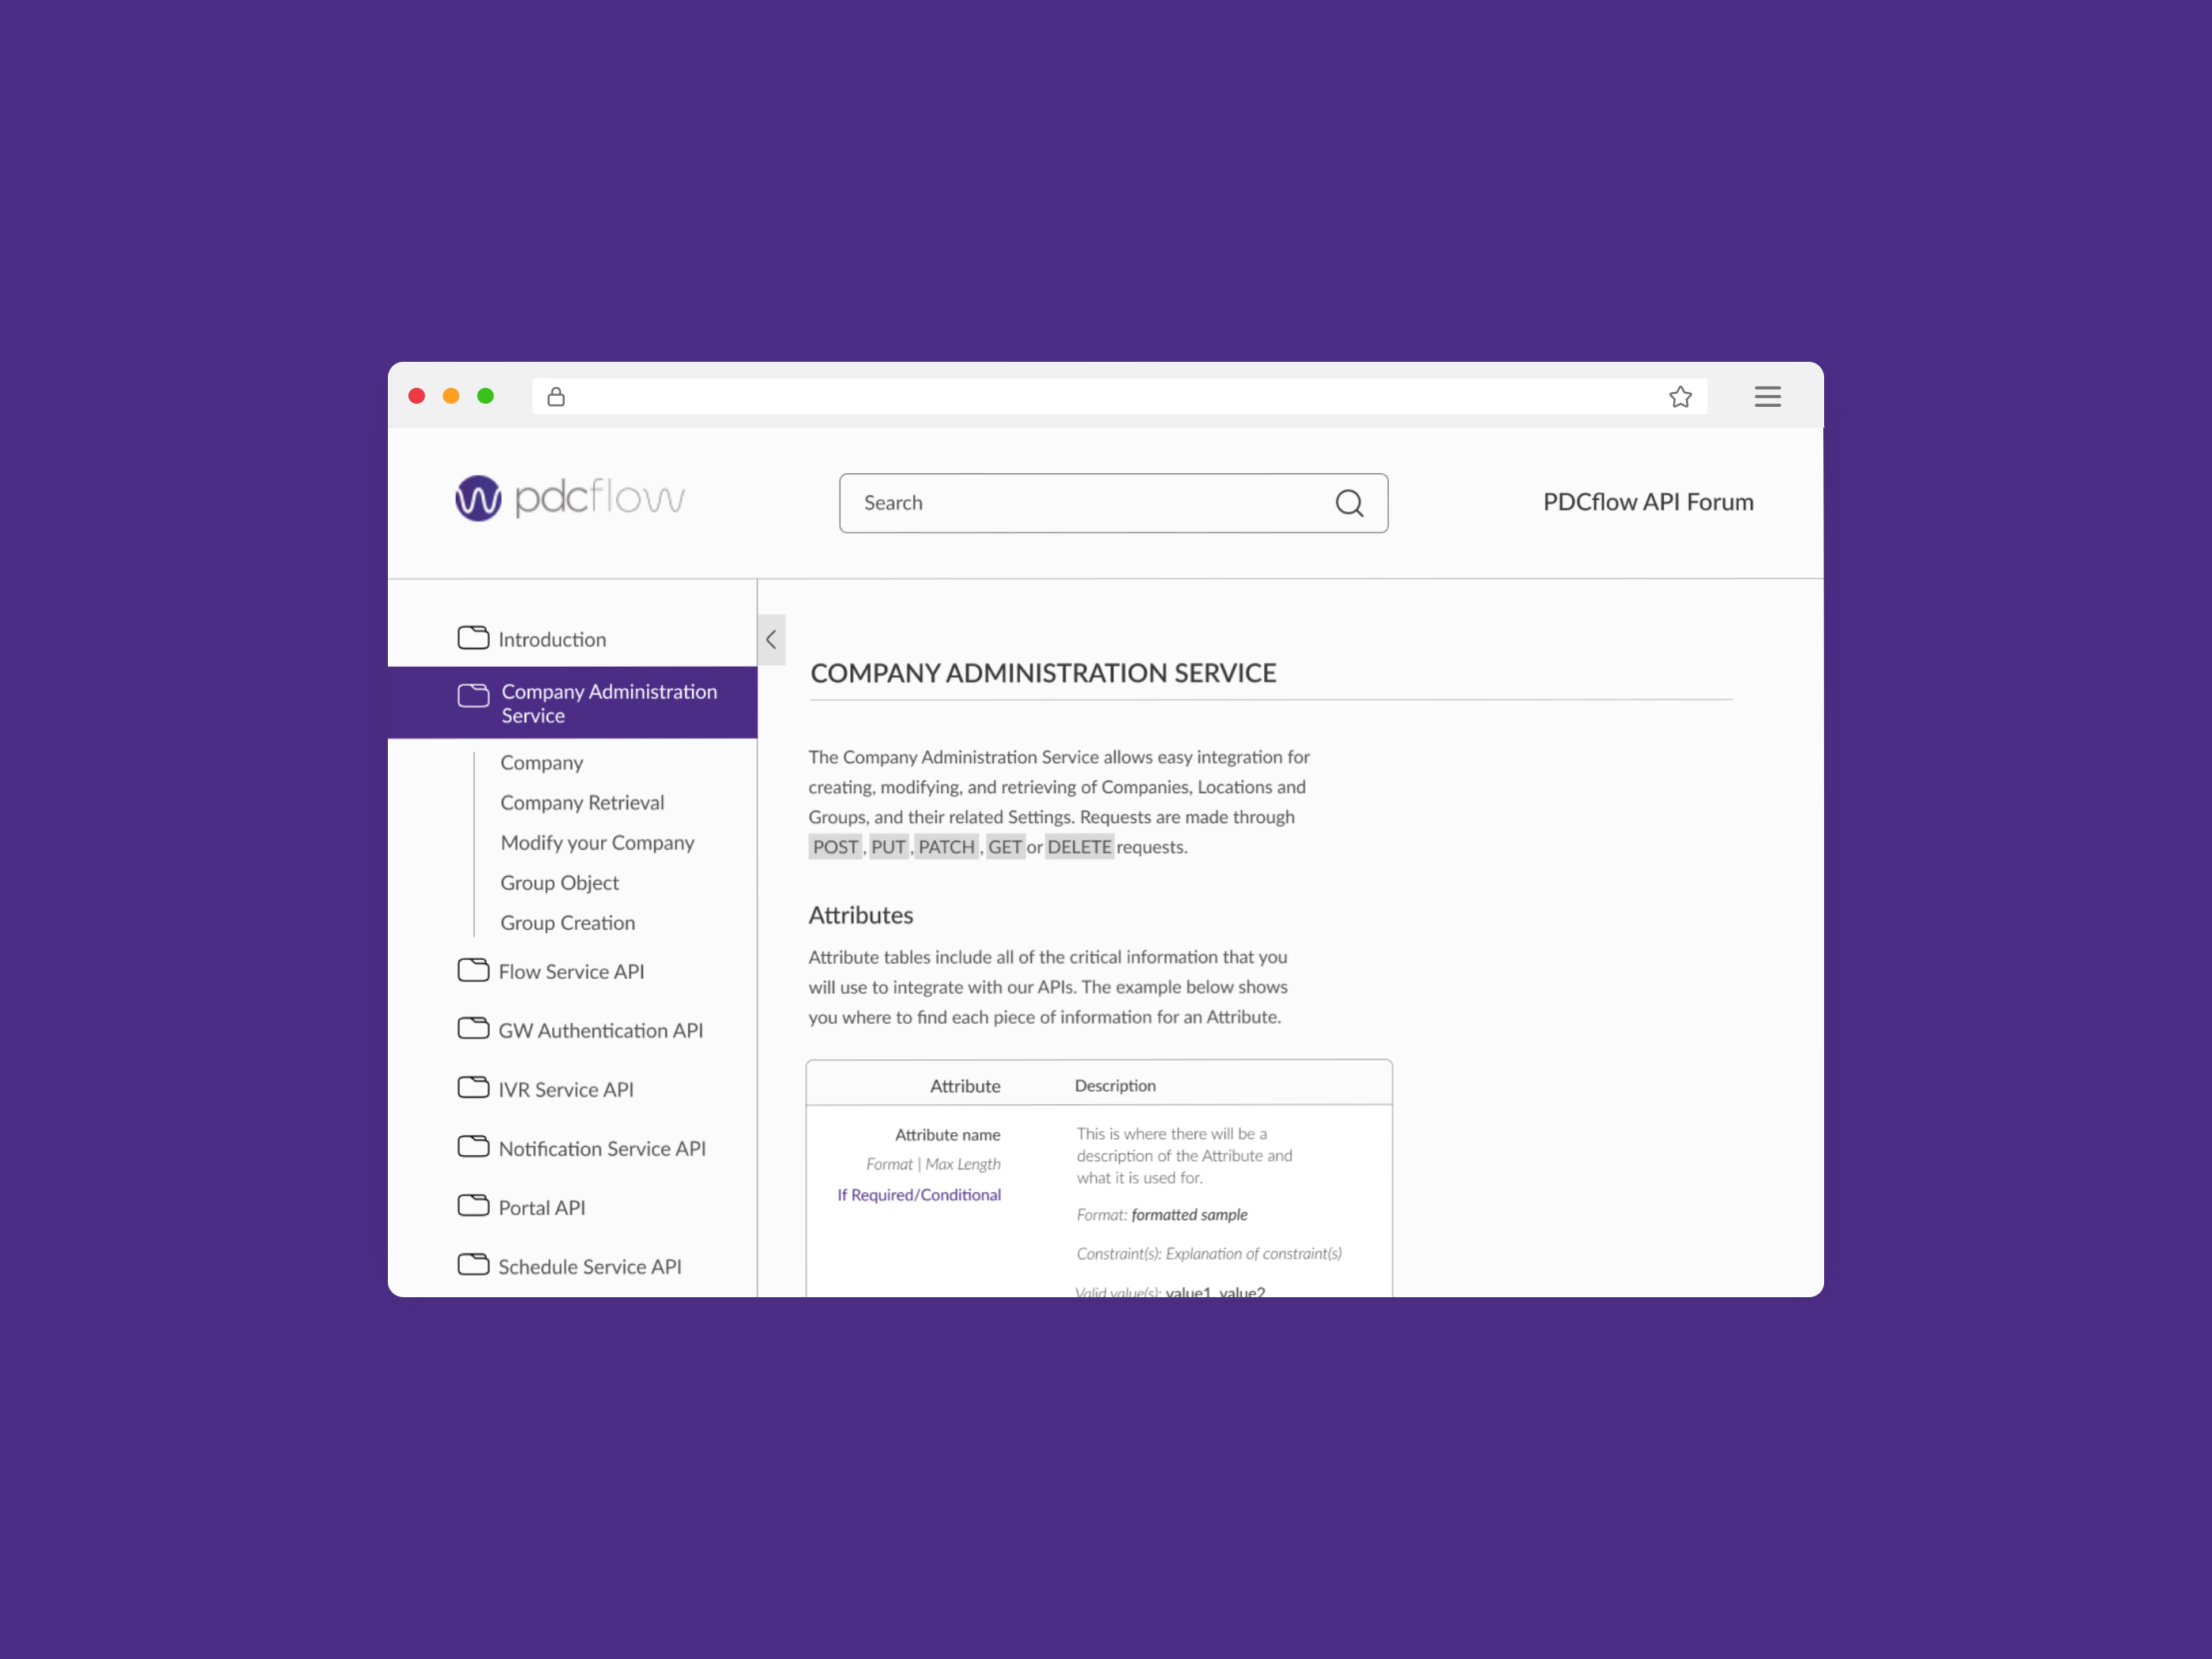 pdcflow
Search
PDCflow API Forum
Introduction
Company Administration
Service
Company
Company Retrieval
Modify your Company
Group Object
Group Creation
Flow Service API
GW Authentication API
IVR Service API
Notification Service API
Portal API
Schedule Service API
COMPANY ADMINISTRATION SERVICE
The Company Administration Service allows easy integration for
creating, modifying, and retrieving of Companies, Locations and
Groups, and their related Settings. Requests are made through
POST, PUT, PATCH, GET or DELETE requests.
Attributes
Attribute tables include all of the critical information that you
will use to integrate with our APIs. The example below shows
you where to find each piece of information for an Attribute.
Attribute Description
Attribute name
Format | Max Length
If Required/Conditional
This is where there will be a
description of the Attribute and
what it is used for.
Format: formatted sample
Constraint(s): Explanation of constraint(s)
Valid value(s): value1, value2